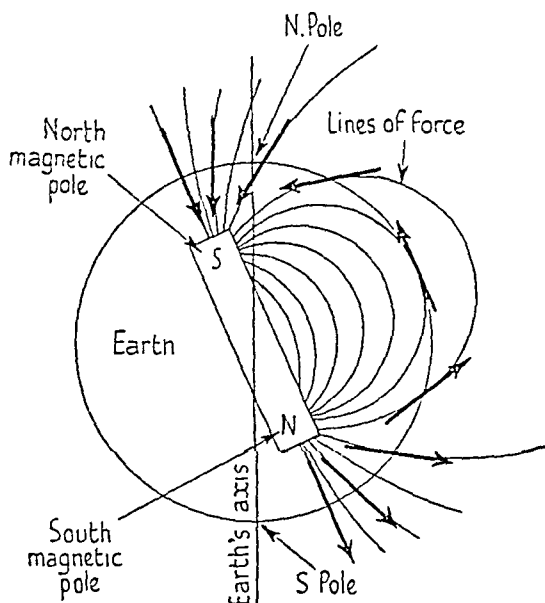 N. Pole
Lines of force
North
magnetic
pole
S
Earth
N
South
magnetic
pole
Earth's axis
S Pole